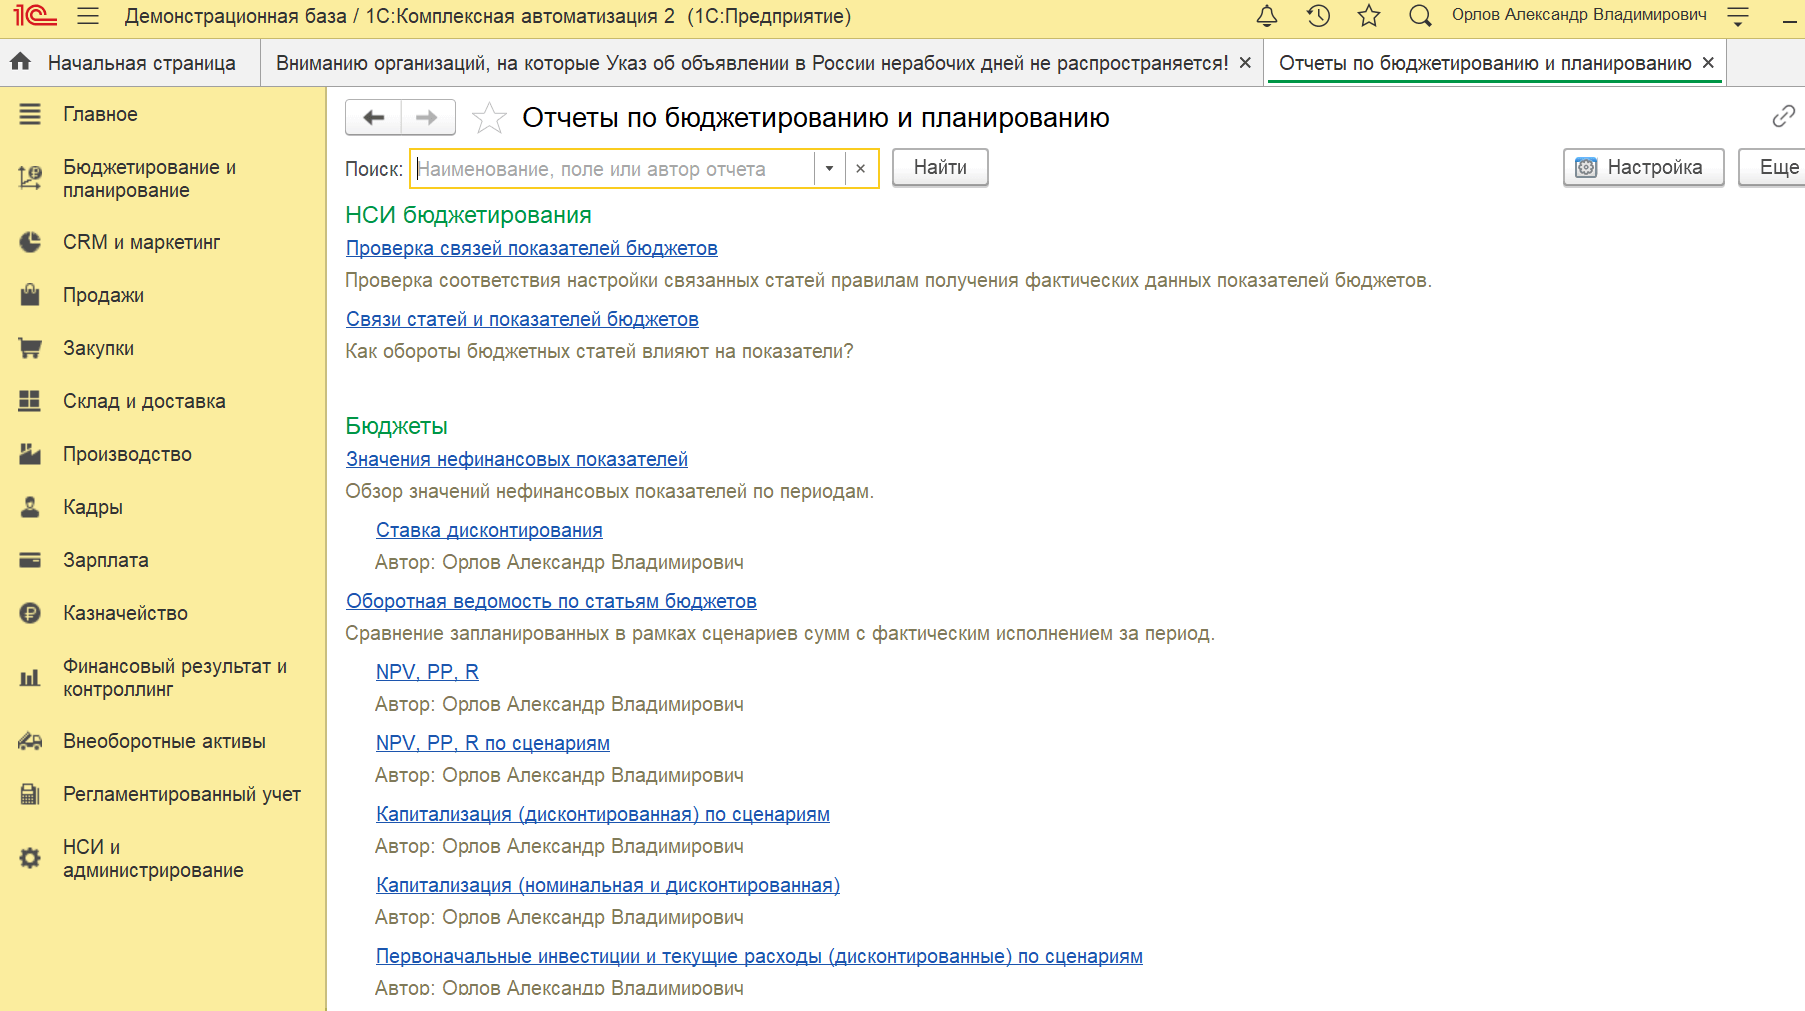 1С Демонстрационная база / 1С:Комплексная автоматизация 2 (1С:Предприятие) Орлов Александр Владимирович
Начальная страница Вниманию организаций, на которые Указ об объявлении в России нерабочих дней не распространяется! × Отчеты по бюджетированию и планированию ×
Главное
Бюджетирование и
планирование
CRM и маркетинг
Продажи
Закупки
Склад и доставка
Производство
Кадры
Зарплата
Казначейство
Финансовый результат и
контроллинг
Внеоборотные активы
Регламентированный учет
НСИ и
администрирование
Отчеты по бюджетированию и планированию
Поиск: Наименование, поле или автор отчета × Найти Настройка Еще
НСИ бюджетирования
Проверка связей показателей бюджетов
Проверка соответствия настройки связанных статей правилам получения фактических данных показателей бюджетов.
Связи статей и показателей бюджетов
Как обороты бюджетных статей влияют на показатели?
Бюджеты
Значения нефинансовых показателей
Обзор значений нефинансовых показателей по периодам.
Ставка дисконтирования
Автор: Орлов Александр Владимирович
Оборотная ведомость по статьям бюджетов
Сравнение запланированных в рамках сценариев сумм с фактическим исполнением за период.
NPV, PP, R
Автор: Орлов Александр Владимирович
NPV, PP, R по сценариям
Автор: Орлов Александр Владимирович
Капитализация (дисконтированная) по сценариям
Автор: Орлов Александр Владимирович
Капитализация (номинальная и дисконтированная)
Автор: Орлов Александр Владимирович
Первоначальные инвестиции и текущие расходы (дисконтированные) по сценариям
Автор: Орлов Александр Владимирович